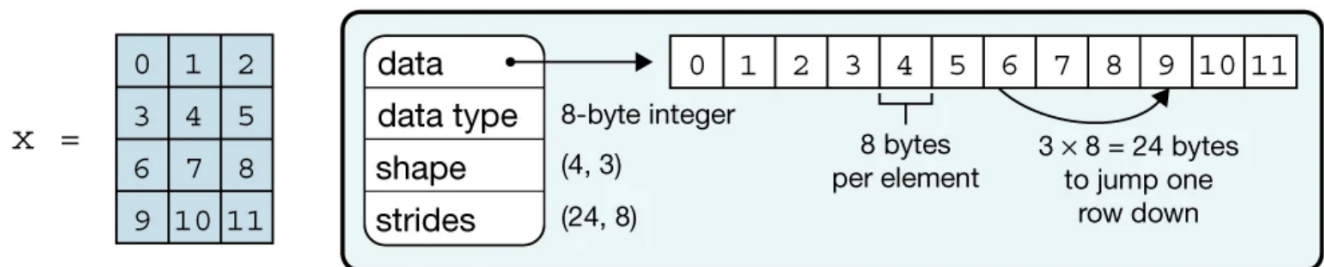 x =
0 1 2
3 4 5
6 7 8
9 10 11
data
data type 8-byte integer
shape (4, 3)
strides (24, 8)
0 1 2 3 4 5 6 7 8 9 10 11
8 bytes
per element
3 × 8 = 24 bytes
to jump one
row down